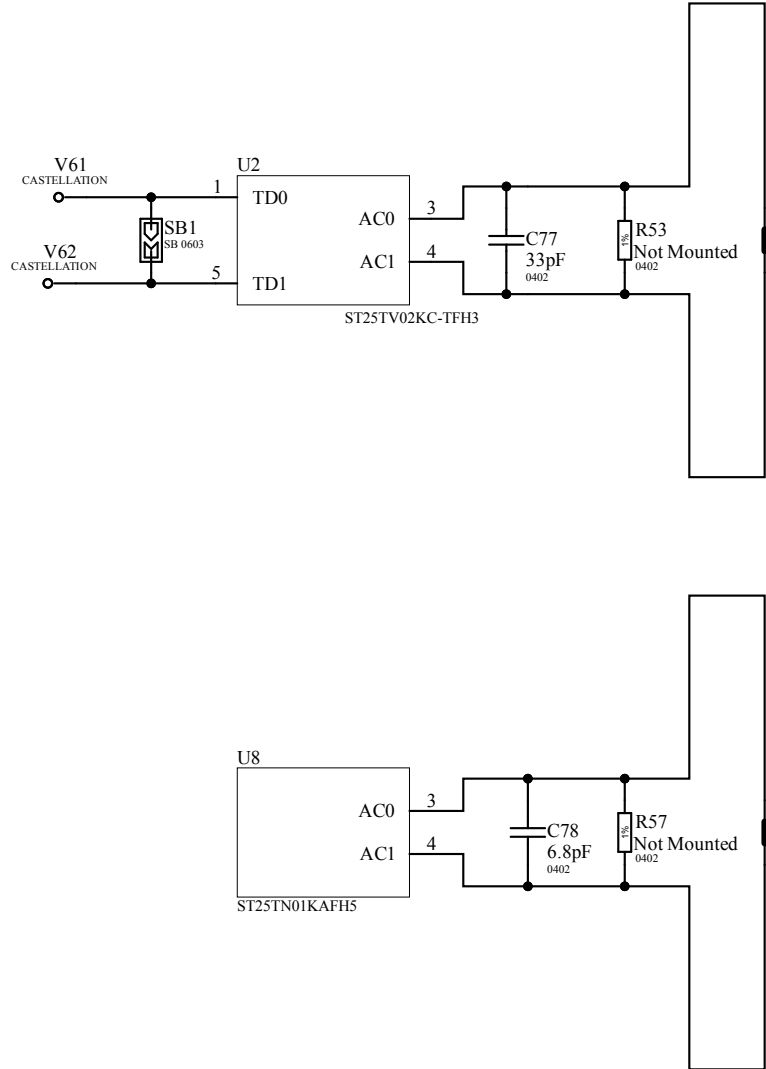 V61
CASTELLATION
U2
1
TD0
SB1
SB 0603
V62
CASTELLATION
5
TD1
AC0
3
AC1
4
ST25TV02KC-TFH3
C77
33pF
0402
1%
R53
Not Mounted
0402
U8
AC0
3
AC1
4
ST25TN01KAFH5
C78
6.8pF
0402
1%
R57
Not Mounted
0402